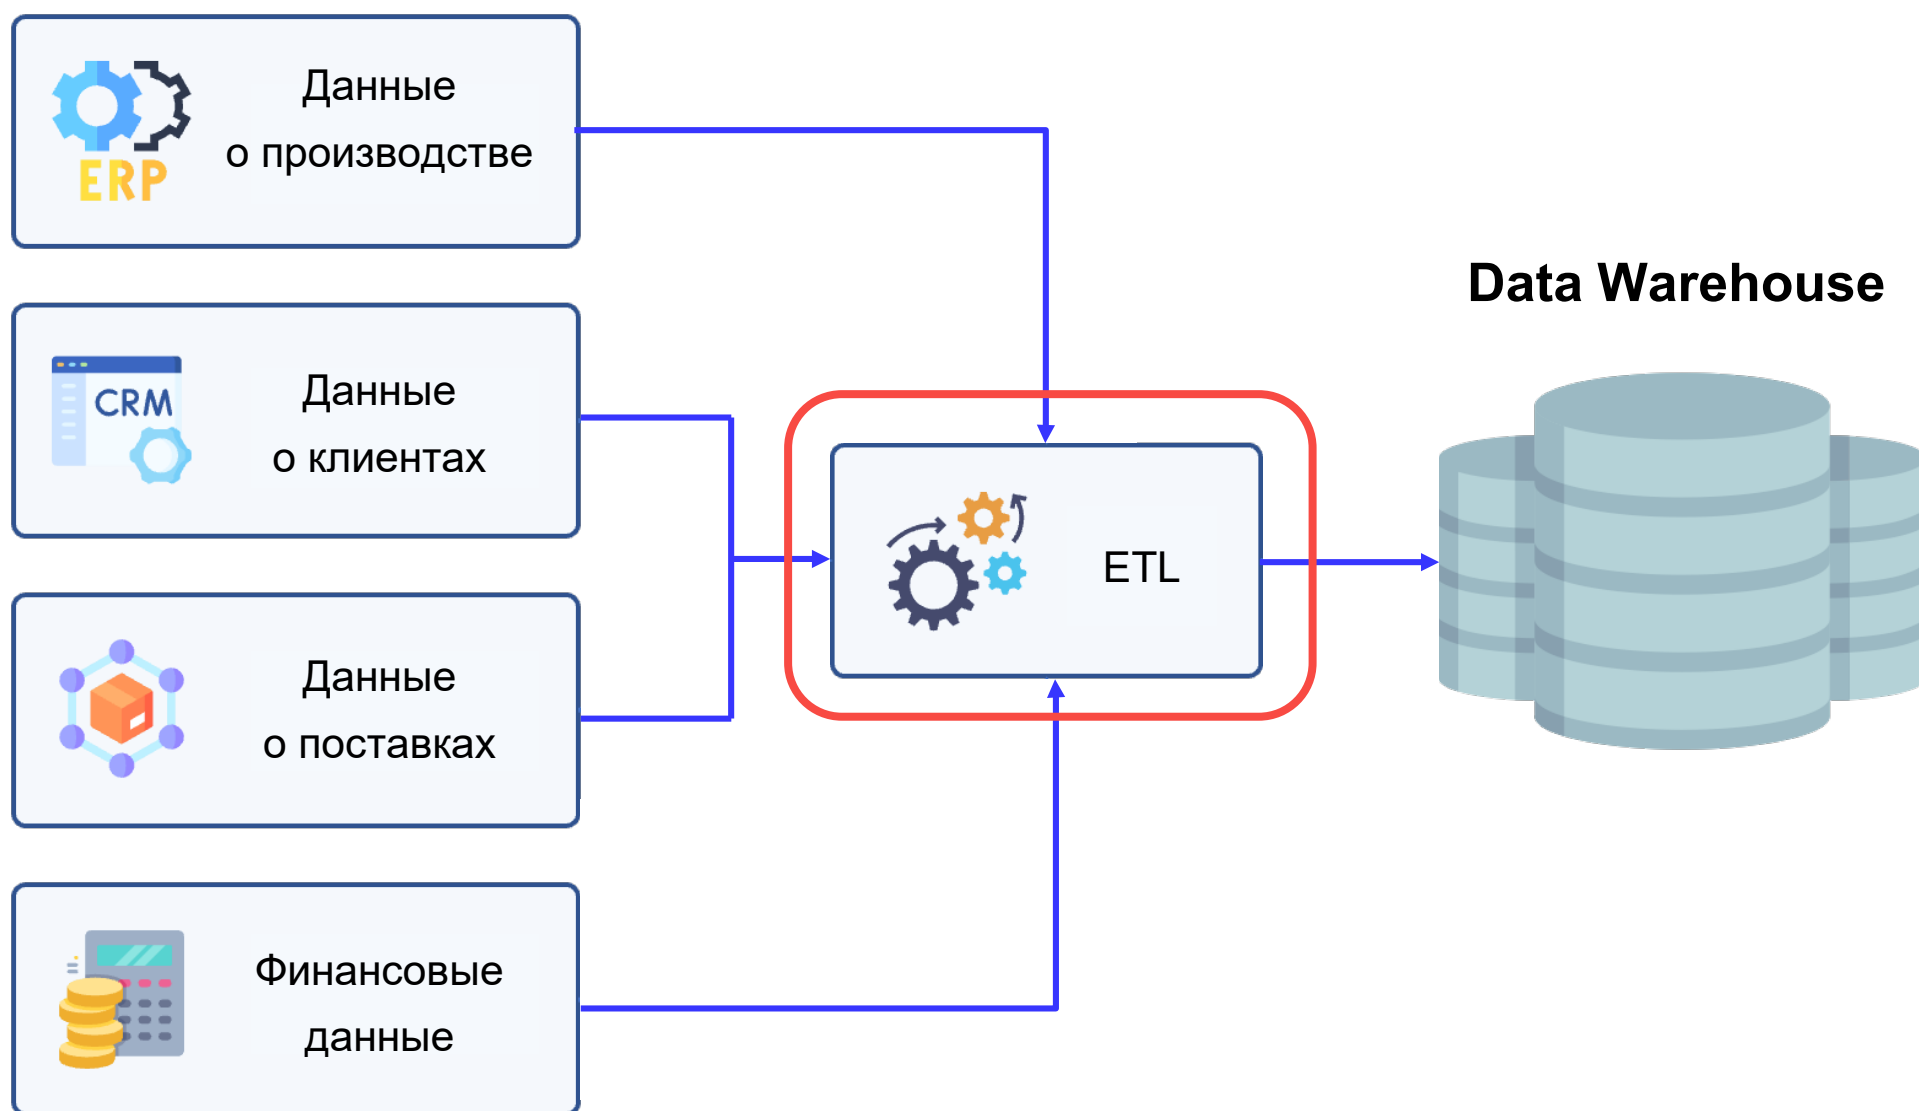 Данные
о производстве
ERP
Data Warehouse
CRM
Данные
о клиентах
ETL
Данные
о поставках
Финансовые
данные